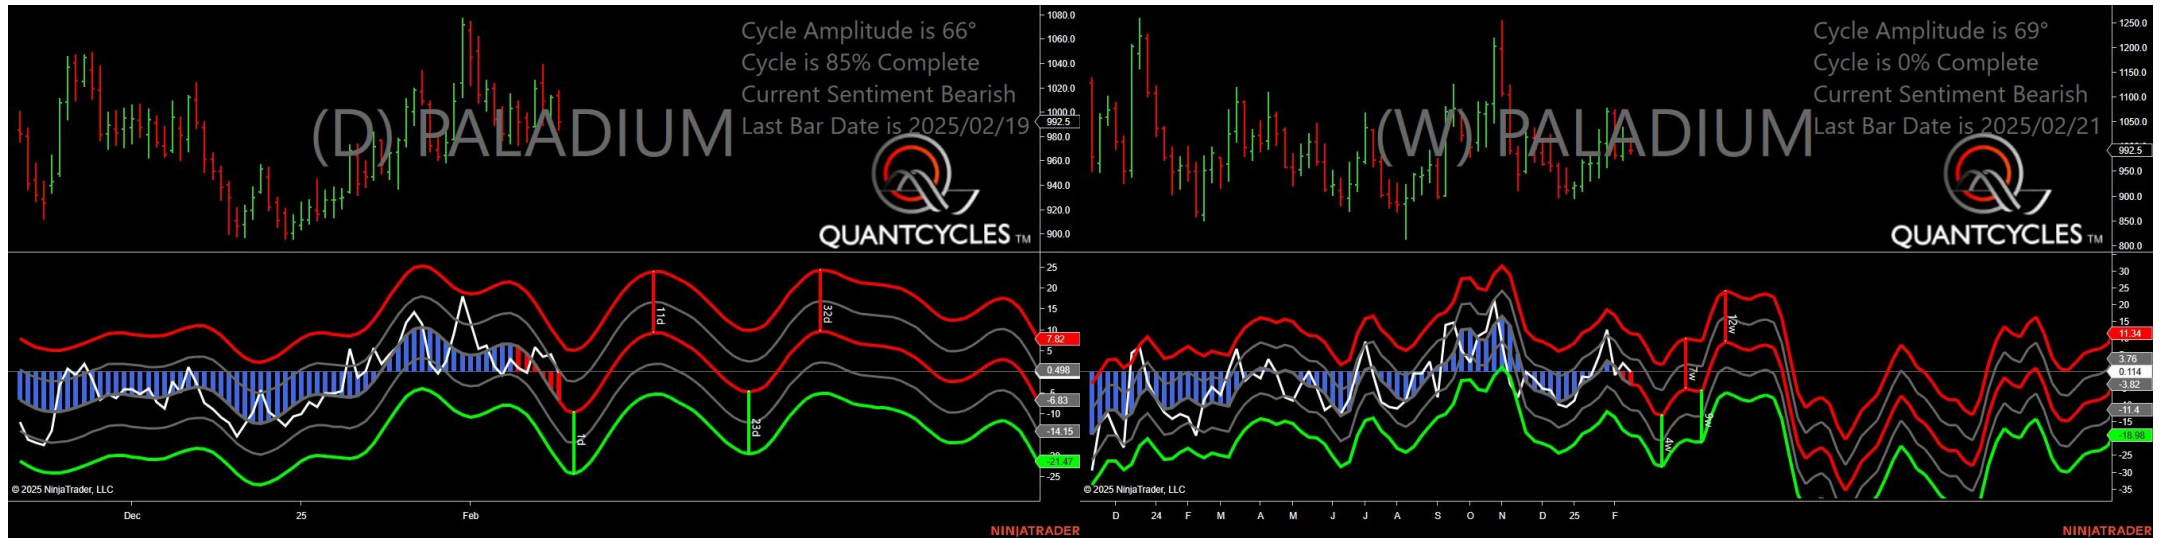 Cycle Amplitude is 66°
Cycle is 85% Complete
Current Sentiment Bearish
Last Bar Date is 2025/02/19
(D) PALADIUM
QUANTCYCLES TM
1080.0
1060.0
1040.0
1020.0
1000.0
992.5
980.0
960.0
940.0
920.0
900.0
25
20
15
10
7.82
5
0.498
-6.83
-10
-14.15
-21.47
-25
11d
32d
1d
23d
© 2025 NinjaTrader, LLC
Dec
25
Feb
NINJATRADER
Cycle Amplitude is 69°
Cycle is 0% Complete
Current Sentiment Bearish
Last Bar Date is 2025/02/21
(W) PALADIUM
QUANTCYCLES TM
1250.0
1200.0
1150.0
1100.0
1050.0
992.5
950.0
900.0
850.0
800.0
30
25
20
15
11.34
3.76
0.114
-3.82
-11.4
-15
-18.98
-25
-30
-35
12w
7w
4w
9w
© 2025 NinjaTrader, LLC
D 24 F M A M J J A S O N D 25 F
NINJATRADER